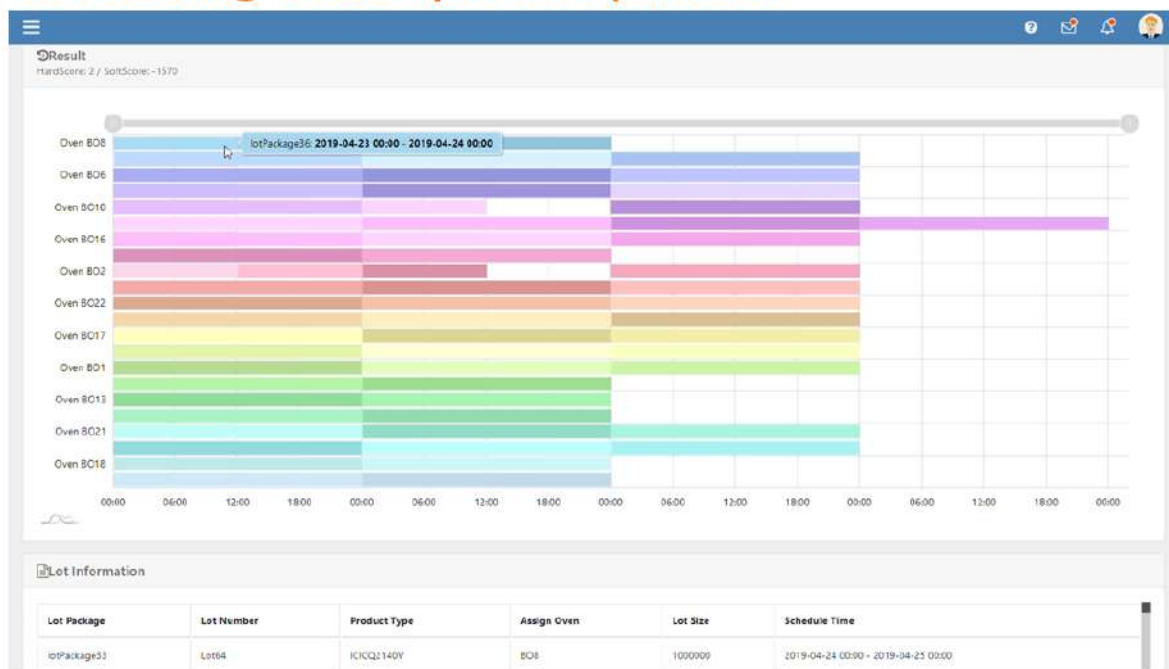 Result
HardScore: 2 / SoftScore: -1570
lotPackage36: 2019-04-23 00:00 - 2019-04-24 00:00
Oven BO8
Oven BO6
Oven BO10
Oven BO16
Oven BO2
Oven BO22
Oven BO17
Oven BO1
Oven BO13
Oven BO21
Oven BO18
00:00 06:00 12:00 18:00 00:00 06:00 12:00 18:00 00:00 06:00 12:00 18:00 00:00 06:00 12:00 18:00 00:00
Lot Information
Lot Package Lot Number Product Type Assign Oven Lot Size Schedule Time
lotPackage53 Lot64 ICICQ2140Y BO8 1000000 2019-04-24 00:00 - 2019-04-25 00:00